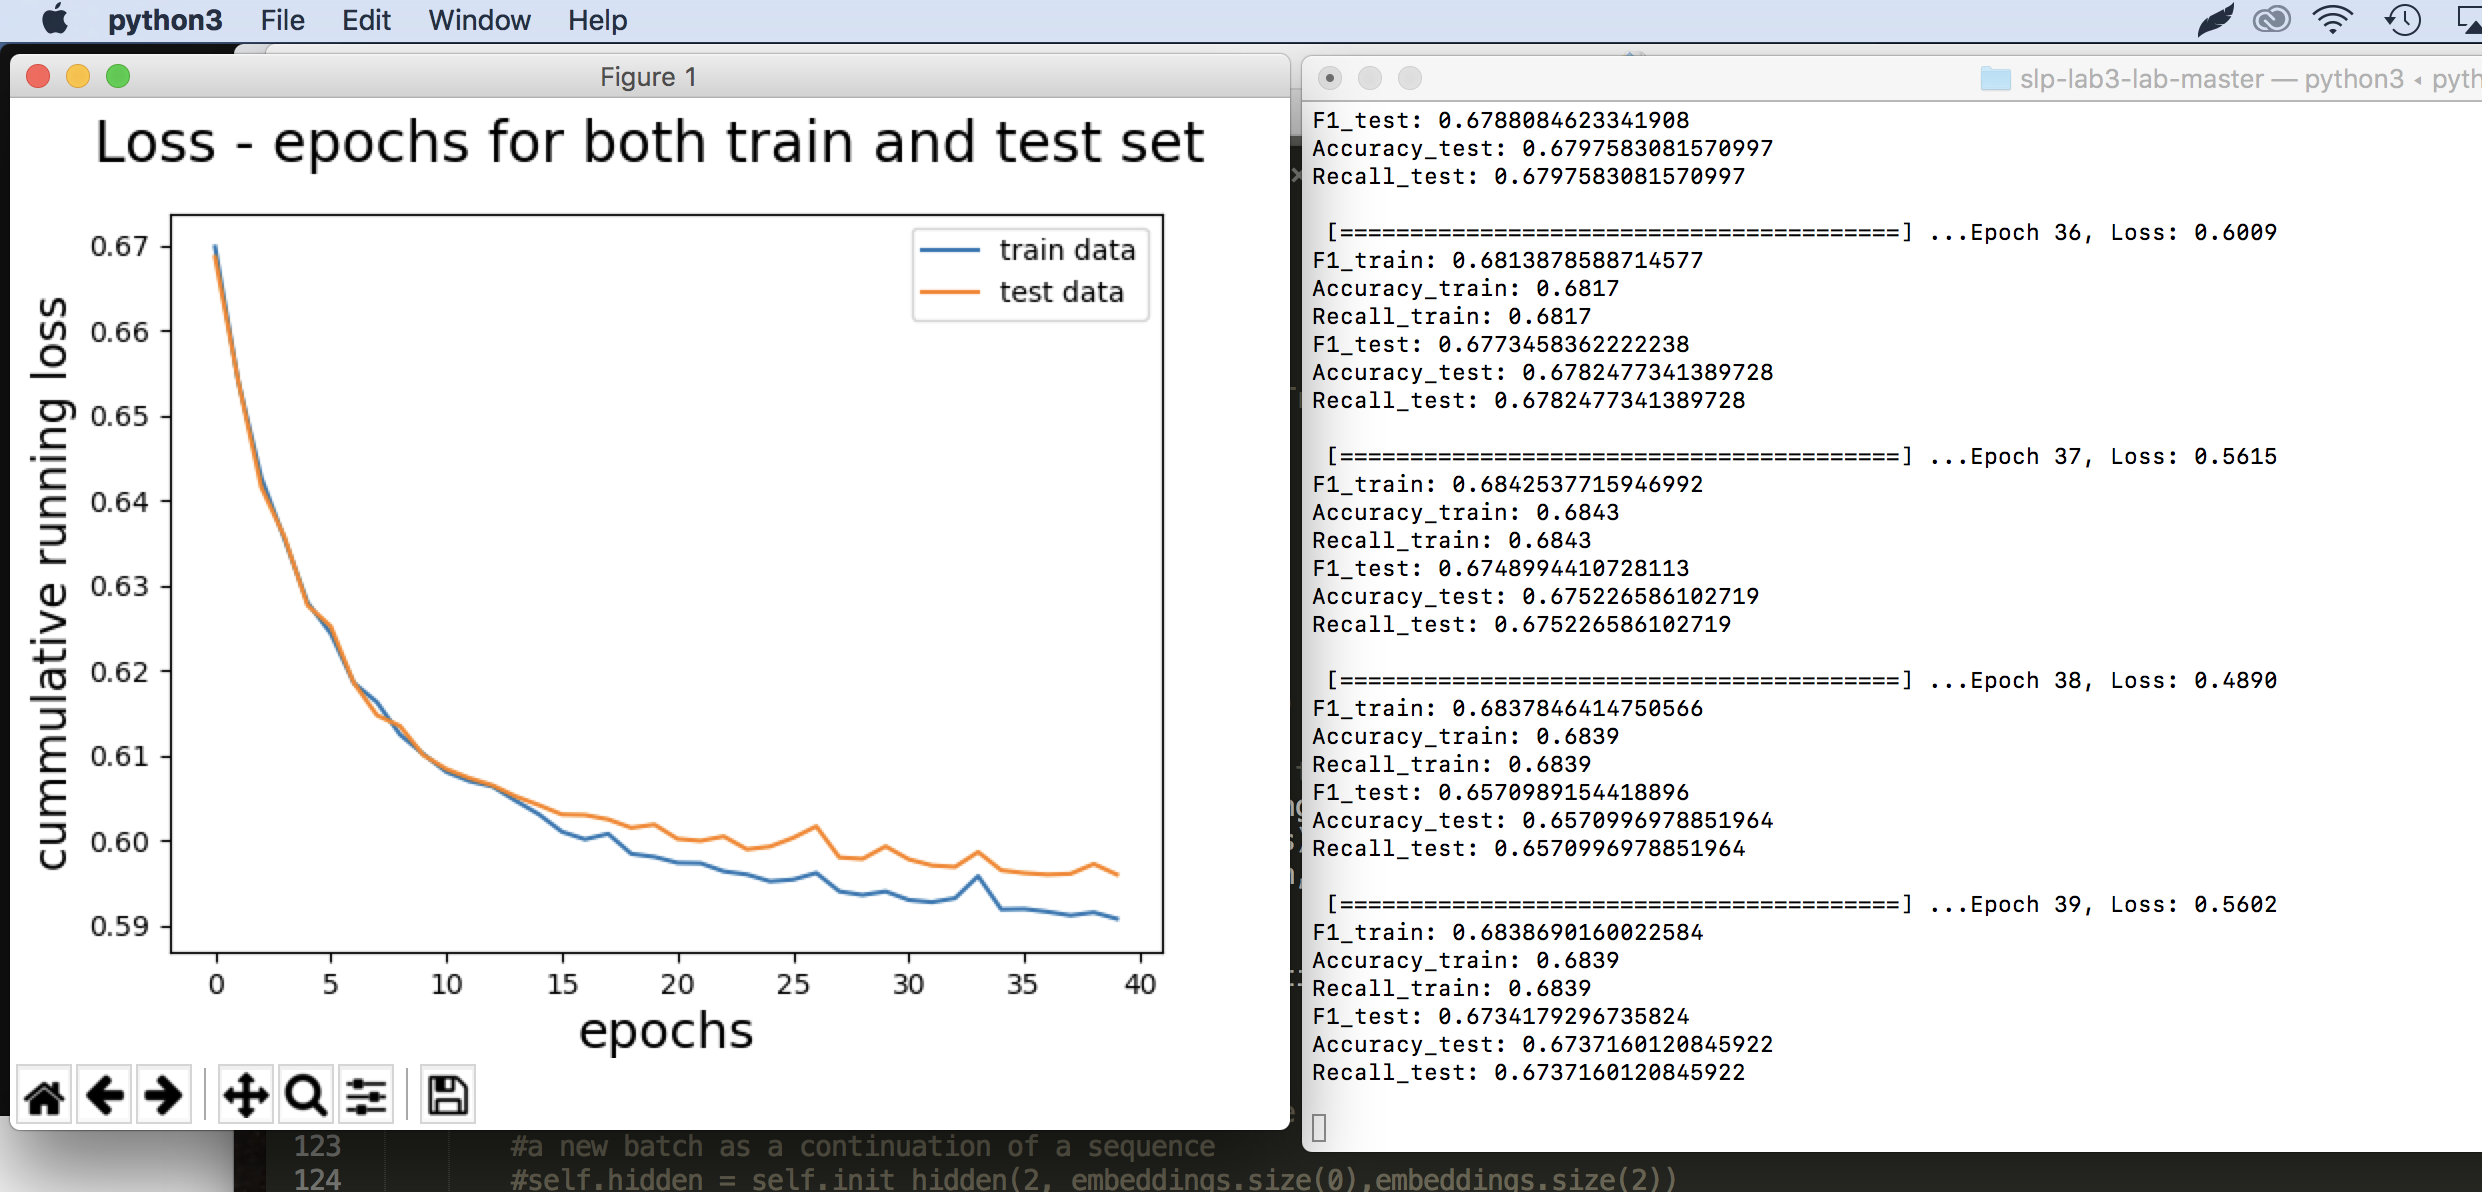 python3 File Edit Window Help
Figure 1
Loss - epochs for both train and test set
train data
test data
cummulative running loss
0.67
0.66
0.65
0.64
0.63
0.62
0.61
0.60
0.59
0 5 10 15 20 25 30 35 40
epochs
slp-lab3-lab-master — python3 ◂ pyth
F1_test: 0.6788084623341908
Accuracy_test: 0.6797583081570997
Recall_test: 0.6797583081570997
[========================================] ...Epoch 36, Loss: 0.6009
F1_train: 0.6813878588714577
Accuracy_train: 0.6817
Recall_train: 0.6817
F1_test: 0.6773458362222238
Accuracy_test: 0.6782477341389728
Recall_test: 0.6782477341389728
[========================================] ...Epoch 37, Loss: 0.5615
F1_train: 0.6842537715946992
Accuracy_train: 0.6843
Recall_train: 0.6843
F1_test: 0.6748994410728113
Accuracy_test: 0.675226586102719
Recall_test: 0.675226586102719
[========================================] ...Epoch 38, Loss: 0.4890
F1_train: 0.6837846414750566
Accuracy_train: 0.6839
Recall_train: 0.6839
F1_test: 0.6570989154418896
Accuracy_test: 0.6570996978851964
Recall_test: 0.6570996978851964
[========================================] ...Epoch 39, Loss: 0.5602
F1_train: 0.6838690160022584
Accuracy_train: 0.6839
Recall_train: 0.6839
F1_test: 0.6734179296735824
Accuracy_test: 0.6737160120845922
Recall_test: 0.6737160120845922
123 #a new batch as a continuation of a sequence
124 #self.hidden = self.init_hidden(2, embeddings.size(0),embeddings.size(2))